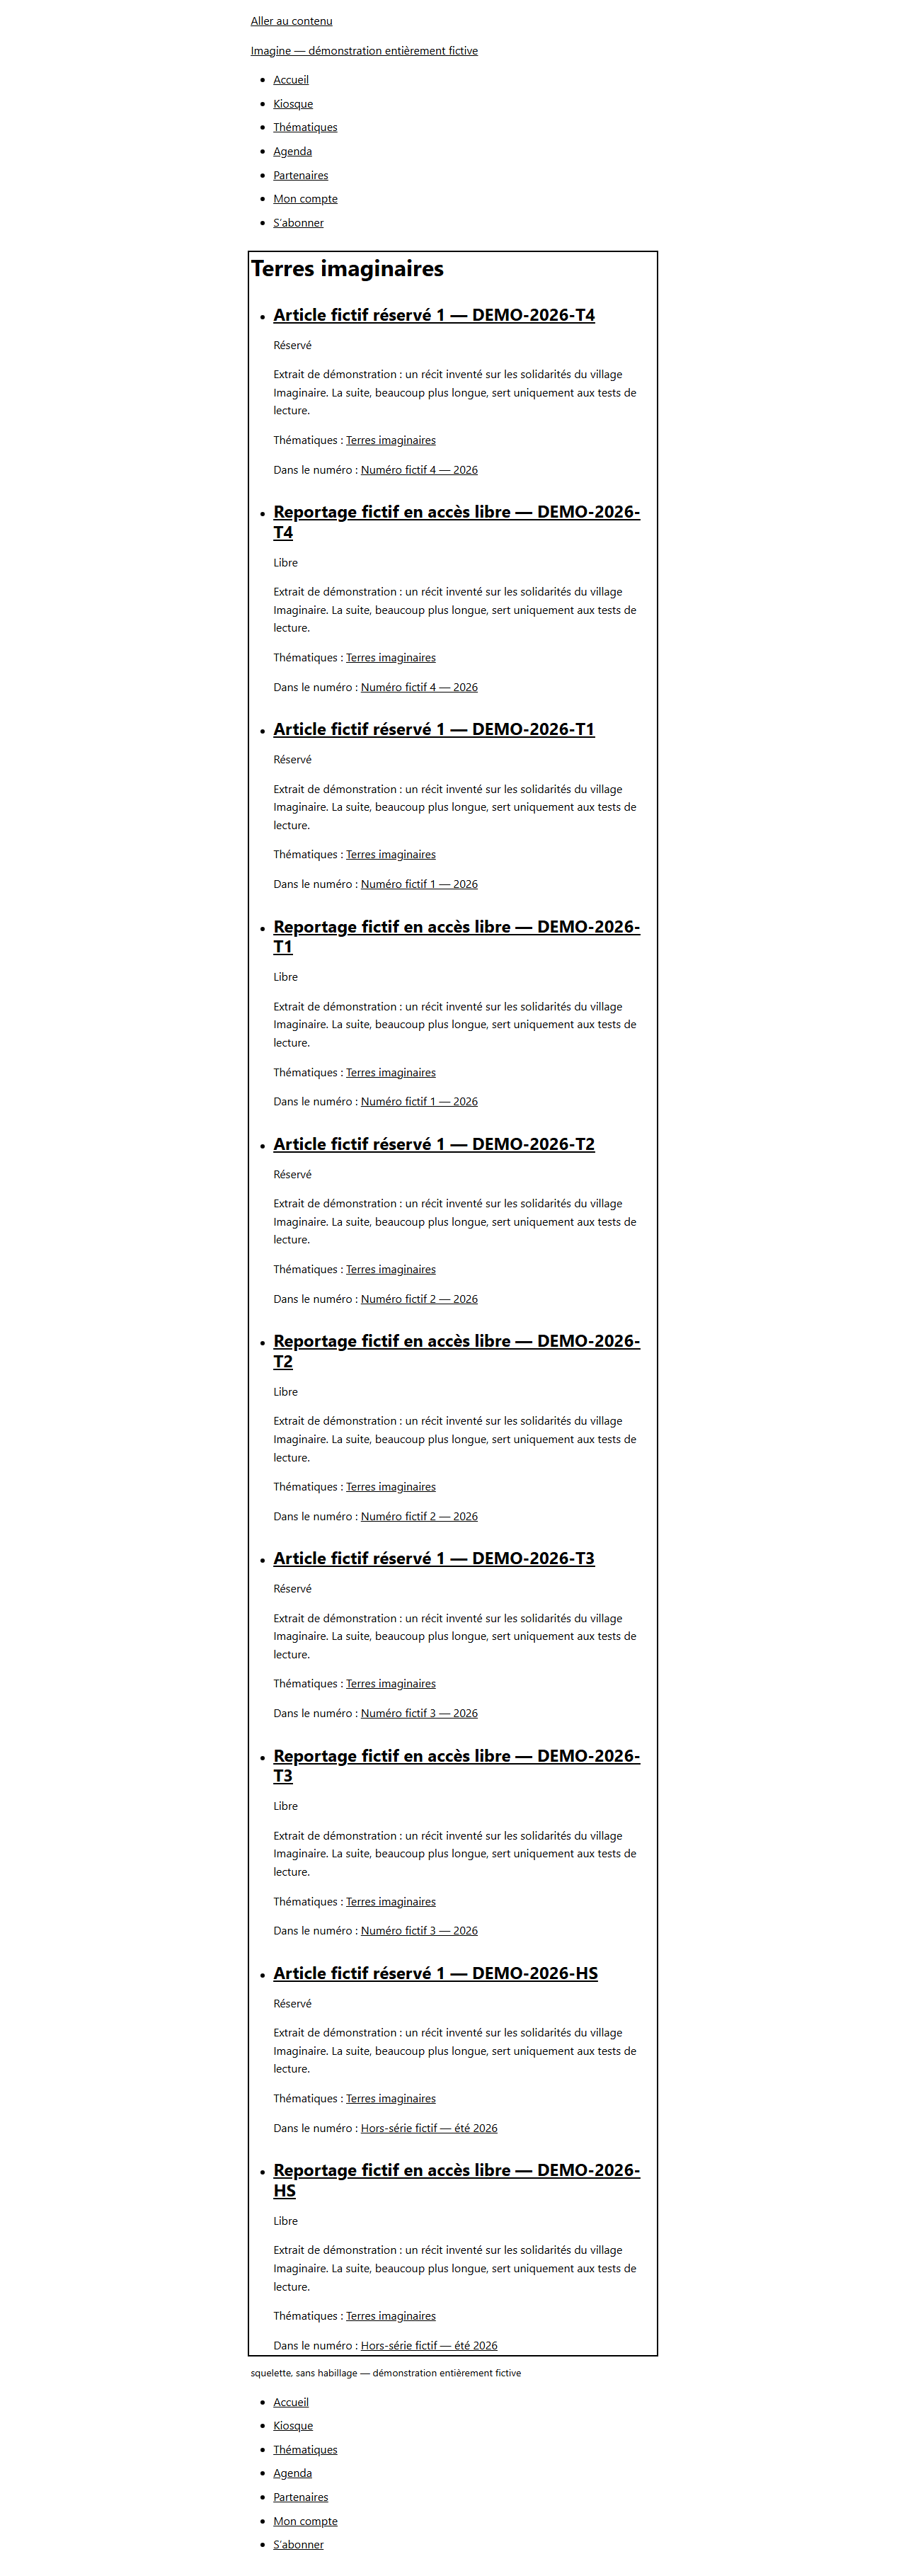 Aller au contenu
Imagine — démonstration entièrement fictive
Accueil
Kiosque
Thématiques
Agenda
Partenaires
Mon compte
S'abonner
Terres imaginaires
Article fictif réservé 1 — DEMO-2026-T4
Réservé
Extrait de démonstration : un récit inventé sur les solidarités du village
Imaginaire. La suite, beaucoup plus longue, sert uniquement aux tests de
lecture.
Thématiques : Terres imaginaires
Dans le numéro : Numéro fictif 4 — 2026
Reportage fictif en accès libre — DEMO-2026-
T4
Libre
Extrait de démonstration : un récit inventé sur les solidarités du village
Imaginaire. La suite, beaucoup plus longue, sert uniquement aux tests de
lecture.
Thématiques : Terres imaginaires
Dans le numéro : Numéro fictif 4 — 2026
Article fictif réservé 1 — DEMO-2026-T1
Réservé
Extrait de démonstration : un récit inventé sur les solidarités du village
Imaginaire. La suite, beaucoup plus longue, sert uniquement aux tests de
lecture.
Thématiques : Terres imaginaires
Dans le numéro : Numéro fictif 1 — 2026
Reportage fictif en accès libre — DEMO-2026-
T1
Libre
Extrait de démonstration : un récit inventé sur les solidarités du village
Imaginaire. La suite, beaucoup plus longue, sert uniquement aux tests de
lecture.
Thématiques : Terres imaginaires
Dans le numéro : Numéro fictif 1 — 2026
Article fictif réservé 1 — DEMO-2026-T2
Réservé
Extrait de démonstration : un récit inventé sur les solidarités du village
Imaginaire. La suite, beaucoup plus longue, sert uniquement aux tests de
lecture.
Thématiques : Terres imaginaires
Dans le numéro : Numéro fictif 2 — 2026
Reportage fictif en accès libre — DEMO-2026-
T2
Libre
Extrait de démonstration : un récit inventé sur les solidarités du village
Imaginaire. La suite, beaucoup plus longue, sert uniquement aux tests de
lecture.
Thématiques : Terres imaginaires
Dans le numéro : Numéro fictif 2 — 2026
Article fictif réservé 1 — DEMO-2026-T3
Réservé
Extrait de démonstration : un récit inventé sur les solidarités du village
Imaginaire. La suite, beaucoup plus longue, sert uniquement aux tests de
lecture.
Thématiques : Terres imaginaires
Dans le numéro : Numéro fictif 3 — 2026
Reportage fictif en accès libre — DEMO-2026-
T3
Libre
Extrait de démonstration : un récit inventé sur les solidarités du village
Imaginaire. La suite, beaucoup plus longue, sert uniquement aux tests de
lecture.
Thématiques : Terres imaginaires
Dans le numéro : Numéro fictif 3 — 2026
Article fictif réservé 1 — DEMO-2026-HS
Réservé
Extrait de démonstration : un récit inventé sur les solidarités du village
Imaginaire. La suite, beaucoup plus longue, sert uniquement aux tests de
lecture.
Thématiques : Terres imaginaires
Dans le numéro : Hors-série fictif — été 2026
Reportage fictif en accès libre — DEMO-2026-
HS
Libre
Extrait de démonstration : un récit inventé sur les solidarités du village
Imaginaire. La suite, beaucoup plus longue, sert uniquement aux tests de
lecture.
Thématiques : Terres imaginaires
Dans le numéro : Hors-série fictif — été 2026
squelette, sans habillage — démonstration entièrement fictive
Accueil
Kiosque
Thématiques
Agenda
Partenaires
Mon compte
S'abonner